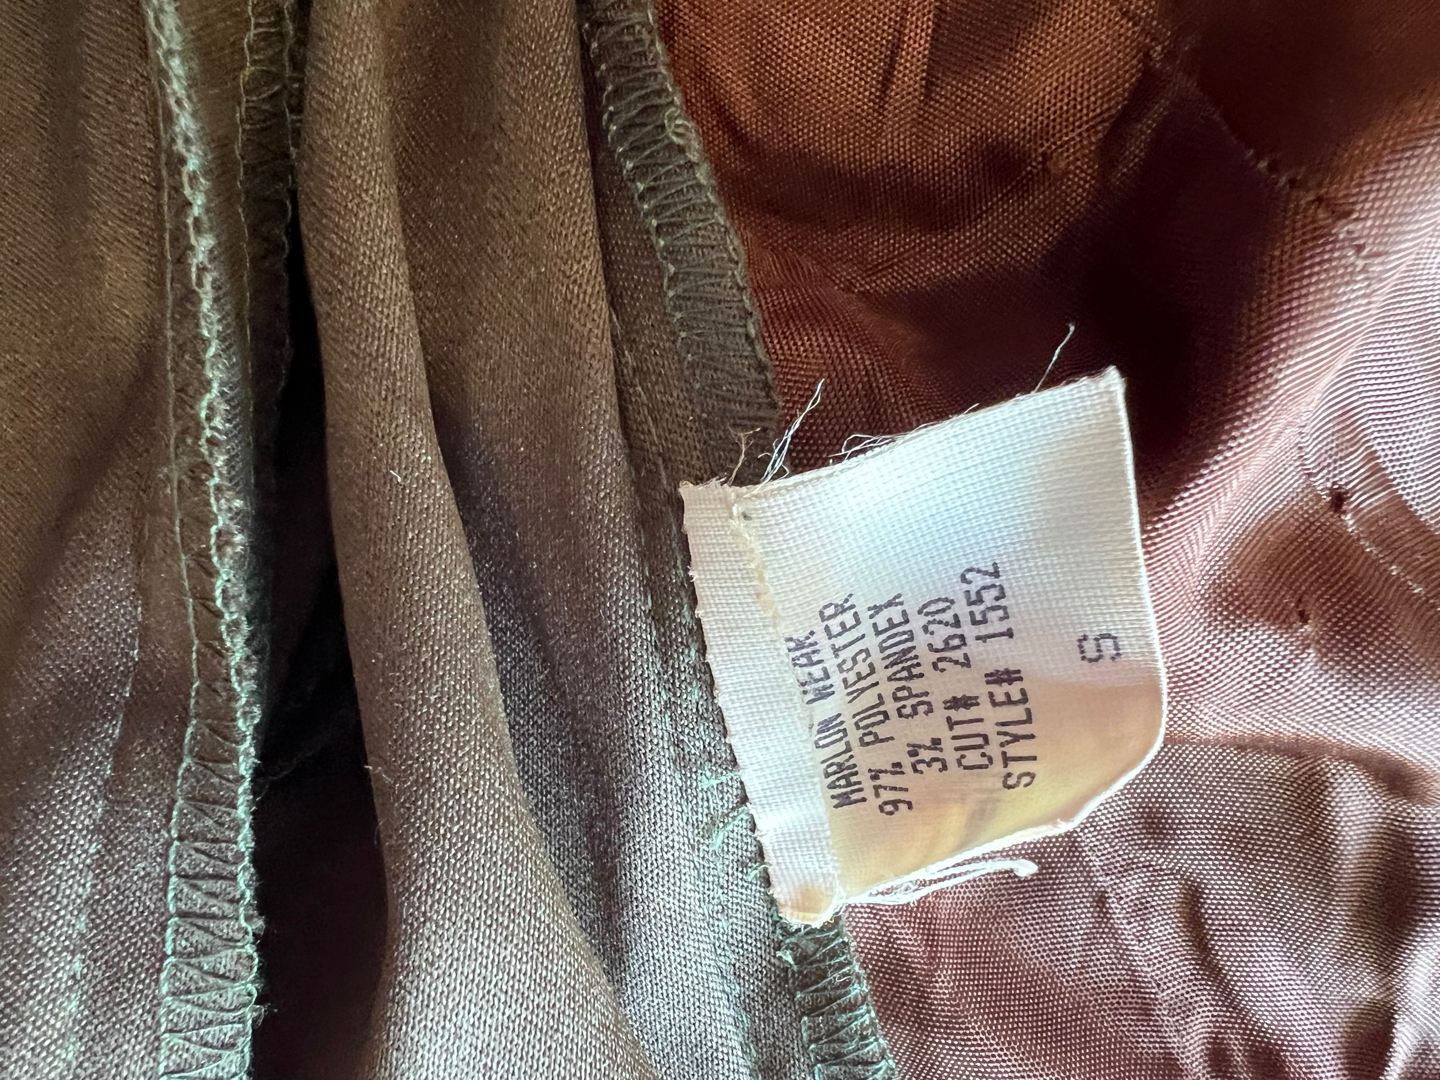 MARLON WEAR
97% POLYESTER
3% SPANDEX
CUT# 2620
STYLE# 1552
S